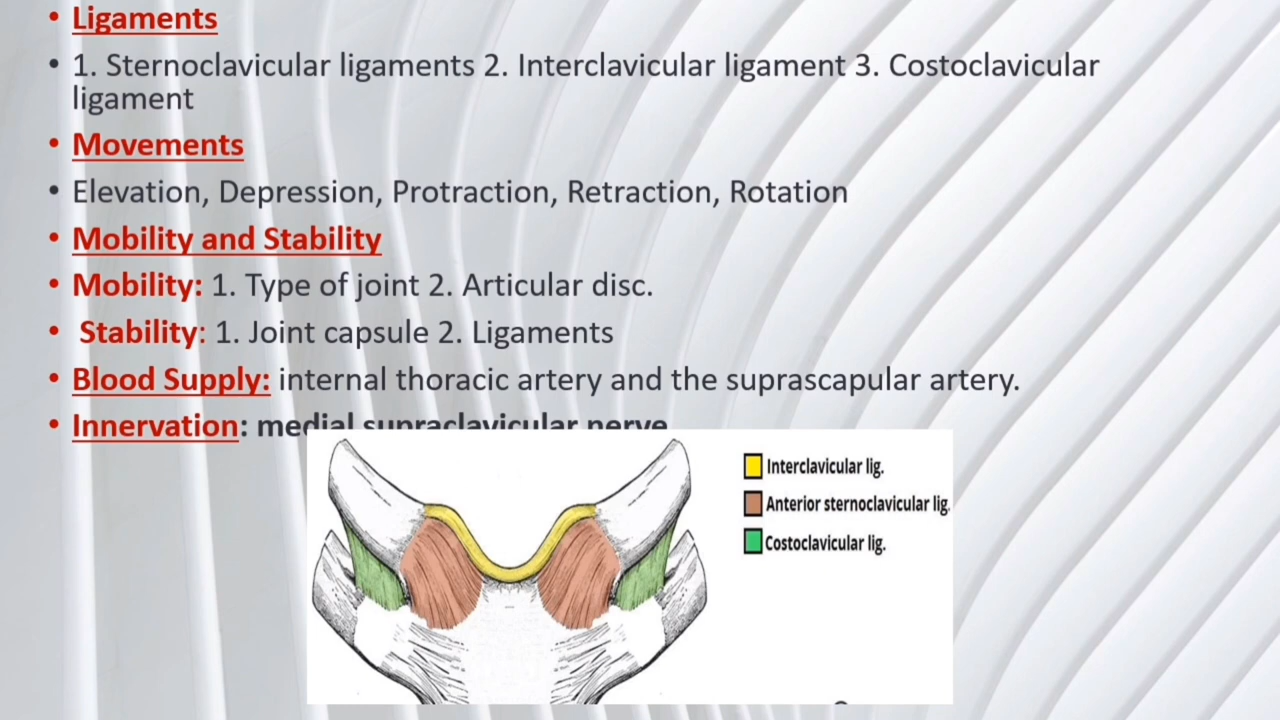 • Ligaments
• 1. Sternoclavicular ligaments 2. Interclavicular ligament 3. Costoclavicular
ligament
• Movements
• Elevation, Depression, Protraction, Retraction, Rotation
• Mobility and Stability
• Mobility: 1. Type of joint 2. Articular disc.
• Stability: 1. Joint capsule 2. Ligaments
• Blood Supply: internal thoracic artery and the suprascapular artery.
• Innervation: medial supraclavicular nerve
Interclavicular lig.
Anterior sternoclavicular lig.
Costoclavicular lig.